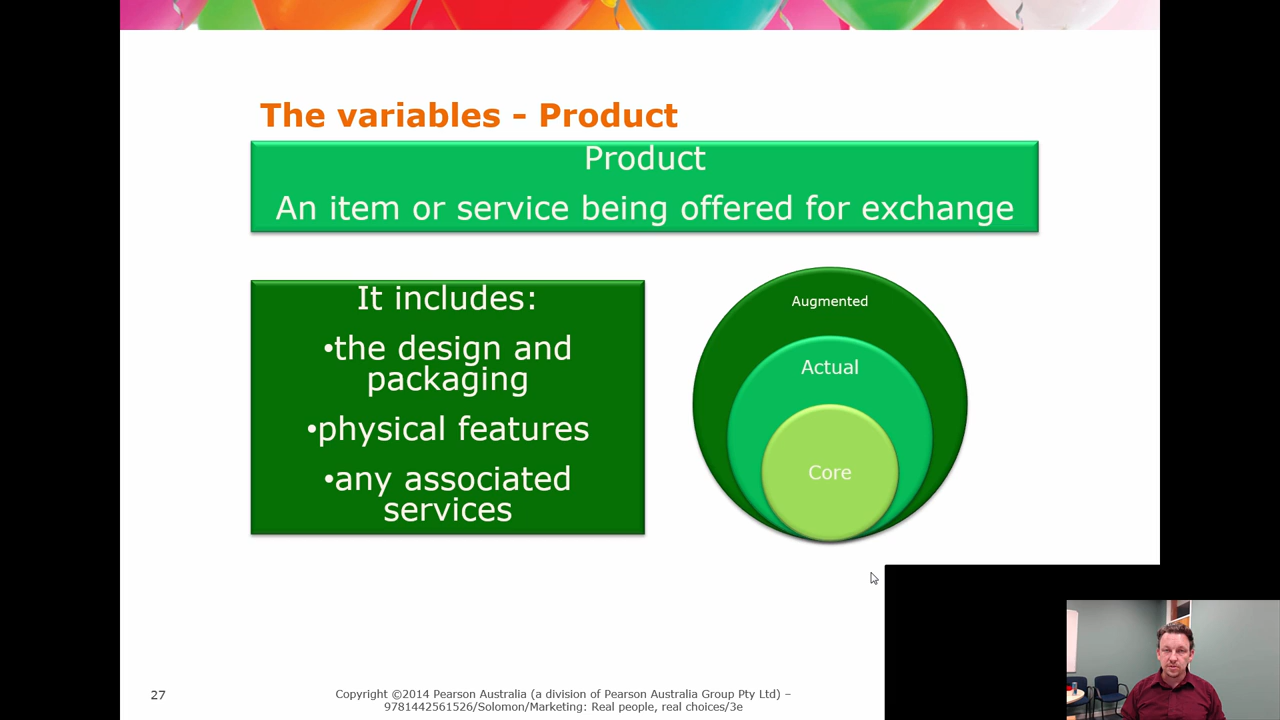 The variables - Product
Product
An item or service being offered for exchange
It includes:
•the design and
packaging
•physical features
•any associated
services
Augmented
Actual
Core
27
Copyright ©2014 Pearson Australia (a division of Pearson Australia Group Pty Ltd) –
9781442561526/Solomon/Marketing: Real people, real choices/3e